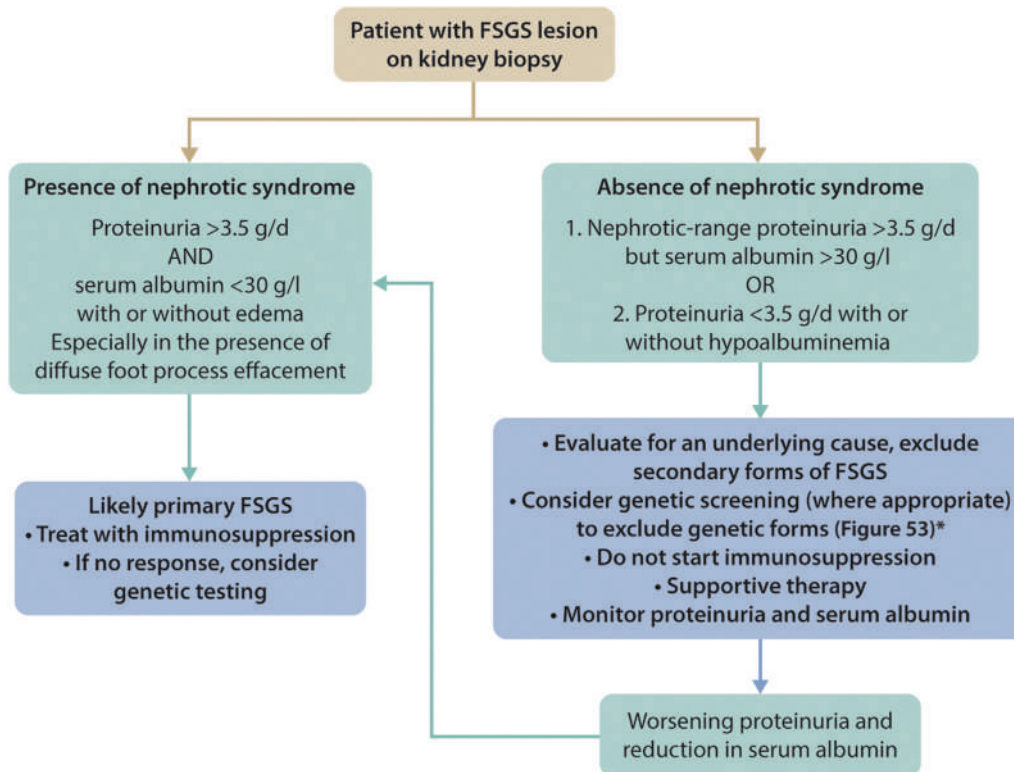 Patient with FSGS lesion
on kidney biopsy
Presence of nephrotic syndrome
Proteinuria >3.5 g/d
AND
serum albumin <30 g/l
with or without edema
Especially in the presence of
diffuse foot process effacement
Absence of nephrotic syndrome
1. Nephrotic-range proteinuria >3.5 g/d
but serum albumin >30 g/l
OR
2. Proteinuria <3.5 g/d with or
without hypoalbuminemia
Likely primary FSGS
• Treat with immunosuppression
• If no response, consider
genetic testing
• Evaluate for an underlying cause, exclude
secondary forms of FSGS
• Consider genetic screening (where appropriate)
to exclude genetic forms (Figure 53)*
• Do not start immunosuppression
• Supportive therapy
• Monitor proteinuria and serum albumin
Worsening proteinuria and
reduction in serum albumin